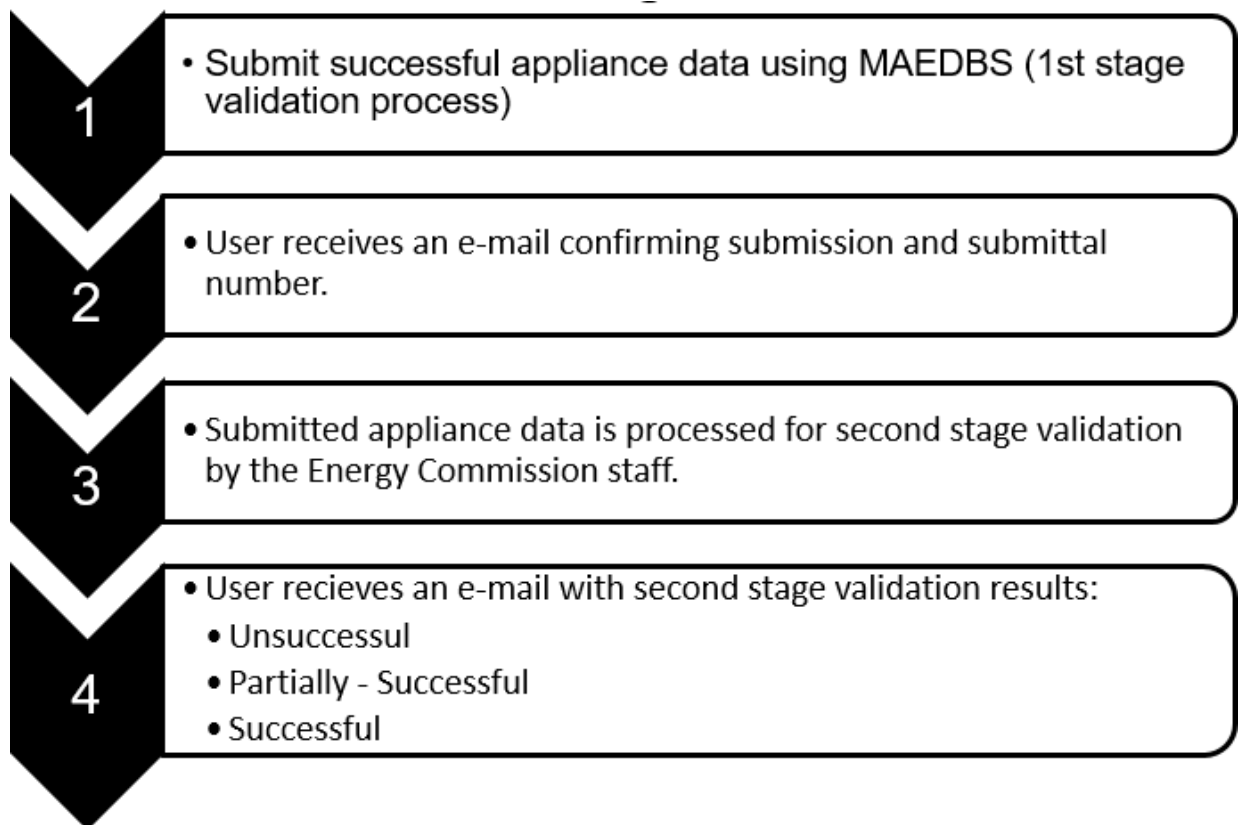 1
• Submit successful appliance data using MAEDBS (1st stage
validation process)
2
• User receives an e-mail confirming submission and submittal
number.
3
• Submitted appliance data is processed for second stage validation
by the Energy Commission staff.
4
• User recieves an e-mail with second stage validation results:
• Unsuccessul
• Partially - Successful
• Successful